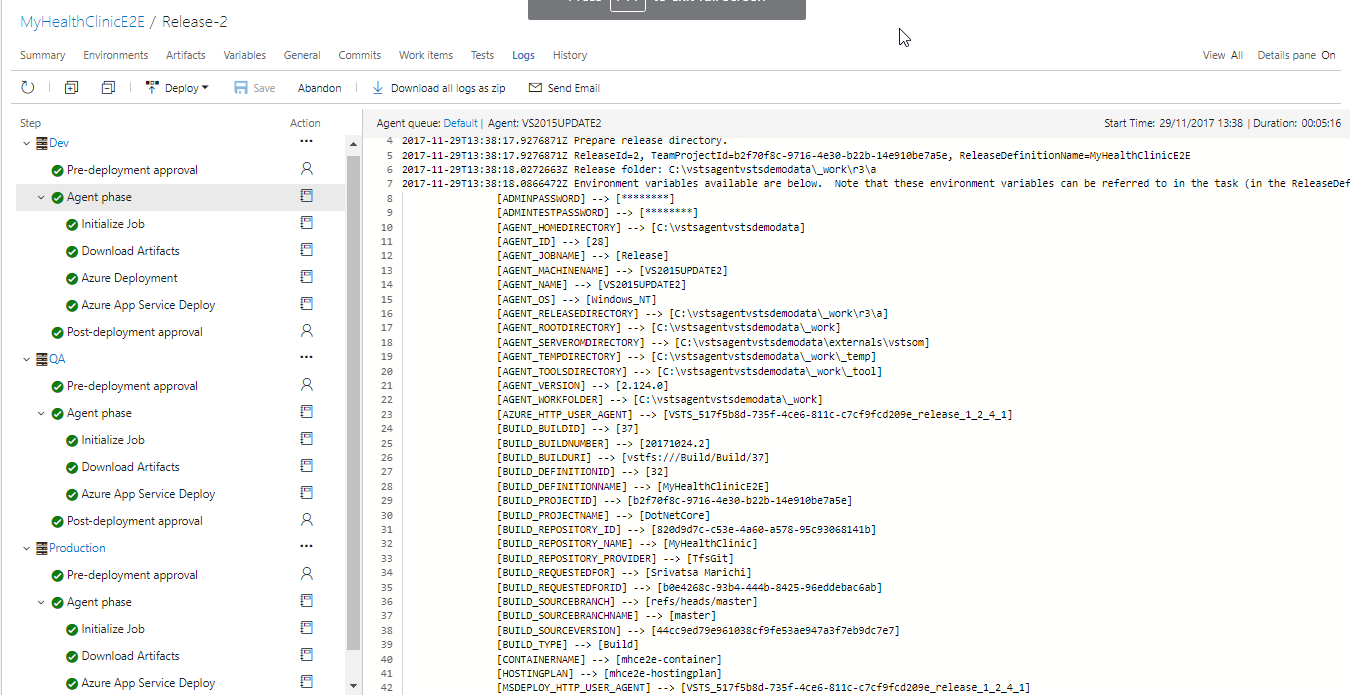 MyHealthClinicE2E / Release-2
Summary Environments Artifacts Variables General Commits Work items Tests Logs History View All Details pane On
Deploy Save Abandon Download all logs as zip Send Email
Step Action
Dev
Pre-deployment approval
Agent phase
Initialize Job
Download Artifacts
Azure Deployment
Azure App Service Deploy
Post-deployment approval
QA
Pre-deployment approval
Agent phase
Initialize Job
Download Artifacts
Azure App Service Deploy
Post-deployment approval
Production
Pre-deployment approval
Agent phase
Initialize Job
Download Artifacts
Azure App Service Deploy
Agent queue: Default | Agent: VS2015UPDATE2 Start Time: 29/11/2017 13:38 | Duration: 00:05:16
4 2017-11-29T13:38:17.9276871Z Prepare release directory.
5 2017-11-29T13:38:17.9276871Z ReleaseId=2, TeamProjectId=b2f70f8c-9716-4e30-b22b-14e910be7a5e, ReleaseDefinitionName=MyHealthClinicE2E
6 2017-11-29T13:38:18.0272663Z Release folder: C:\vstsagentvstsdemodata\_work\r3\a
7 2017-11-29T13:38:18.0866472Z Environment variables available are below.  Note that these environment variables can be referred to in the task (in the ReleaseDef
8 [ADMINPASSWORD] --> [********]
9 [ADMINTESTPASSWORD] --> [********]
10 [AGENT_HOMEDIRECTORY] --> [C:\vstsagentvstsdemodata]
11 [AGENT_ID] --> [28]
12 [AGENT_JOBNAME] --> [Release]
13 [AGENT_MACHINENAME] --> [VS2015UPDATE2]
14 [AGENT_NAME] --> [VS2015UPDATE2]
15 [AGENT_OS] --> [Windows_NT]
16 [AGENT_RELEASEDIRECTORY] --> [C:\vstsagentvstsdemodata\_work\r3\a]
17 [AGENT_ROOTDIRECTORY] --> [C:\vstsagentvstsdemodata\_work]
18 [AGENT_SERVEROMDIRECTORY] --> [C:\vstsagentvstsdemodata\externals\vstsom]
19 [AGENT_TEMPDIRECTORY] --> [C:\vstsagentvstsdemodata\_work\_temp]
20 [AGENT_TOOLSDIRECTORY] --> [C:\vstsagentvstsdemodata\_work\_tool]
21 [AGENT_VERSION] --> [2.124.0]
22 [AGENT_WORKFOLDER] --> [C:\vstsagentvstsdemodata\_work]
23 [AZURE_HTTP_USER_AGENT] --> [VSTS_517f5b8d-735f-4ce6-811c-c7cf9fcd209e_release_1_2_4_1]
24 [BUILD_BUILDID] --> [37]
25 [BUILD_BUILDNUMBER] --> [20171024.2]
26 [BUILD_BUILDURI] --> [vstfs:///Build/Build/37]
27 [BUILD_DEFINITIONID] --> [32]
28 [BUILD_DEFINITIONNAME] --> [MyHealthClinicE2E]
29 [BUILD_PROJECTID] --> [b2f70f8c-9716-4e30-b22b-14e910be7a5e]
30 [BUILD_PROJECTNAME] --> [DotNetCore]
31 [BUILD_REPOSITORY_ID] --> [820d9d7c-c53e-4a60-a578-95c93068141b]
32 [BUILD_REPOSITORY_NAME] --> [MyHealthClinic]
33 [BUILD_REPOSITORY_PROVIDER] --> [TfsGit]
34 [BUILD_REQUESTEDFOR] --> [Srivatsa Marichi]
35 [BUILD_REQUESTEDFORID] --> [b0e4268c-93b4-444b-8425-96eddebac6ab]
36 [BUILD_SOURCEBRANCH] --> [refs/heads/master]
37 [BUILD_SOURCEBRANCHNAME] --> [master]
38 [BUILD_SOURCEVERSION] --> [44cc9ed79e961038cf9fe53ae947a3f7eb9dc7e7]
39 [BUILD_TYPE] --> [Build]
40 [CONTAINERNAME] --> [mhce2e-container]
41 [HOSTINGPLAN] --> [mhce2e-hostingplan]
42 [MSDEPLOY_HTTP_USER_AGENT] --> [VSTS_517f5b8d-735f-4ce6-811c-c7cf9fcd209e_release_1_2_4_1]